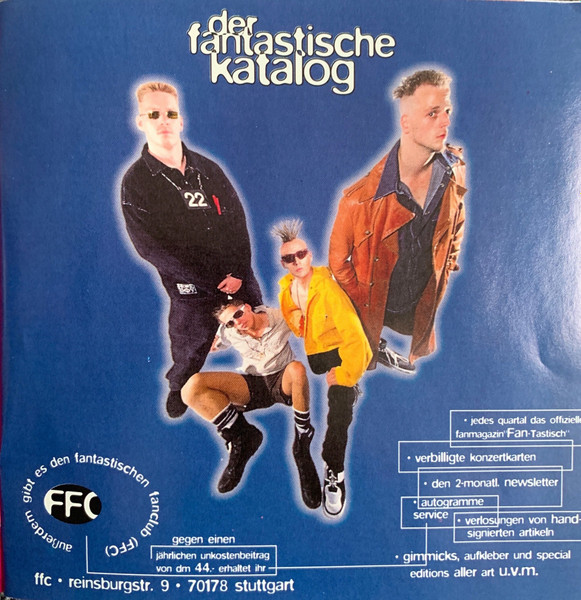 der
fantastische
katalog
22
• jedes quartal das offizielle
fanmagazin "Fan-Tastisch"
• verbilligte konzertkarten
• den 2-monatl. newsletter
• autogramme
service
• verlosungen von hand-
signierten artikeln
• gimmicks, aufkleber und special
editions aller art u.v.m.
außerdem gibt es den fantastischen fanclub (FFC)
FFC
gegen einen
jährlichen unkostenbeitrag
von dm 44.- erhaltet ihr
ffc • reinsburgstr. 9 • 70178 stuttgart